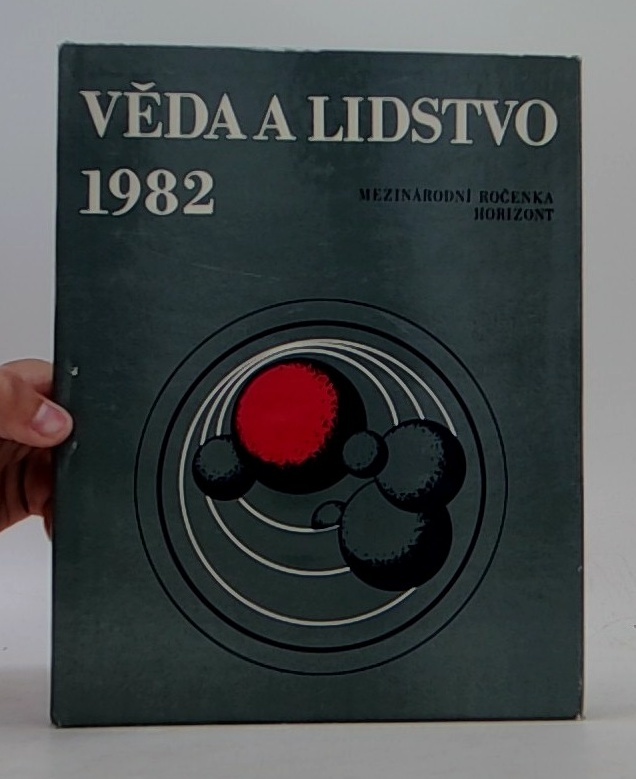 VĚDA A LIDSTVO
1982
MEZINÁRODNÍ ROČENKA
HORIZONT